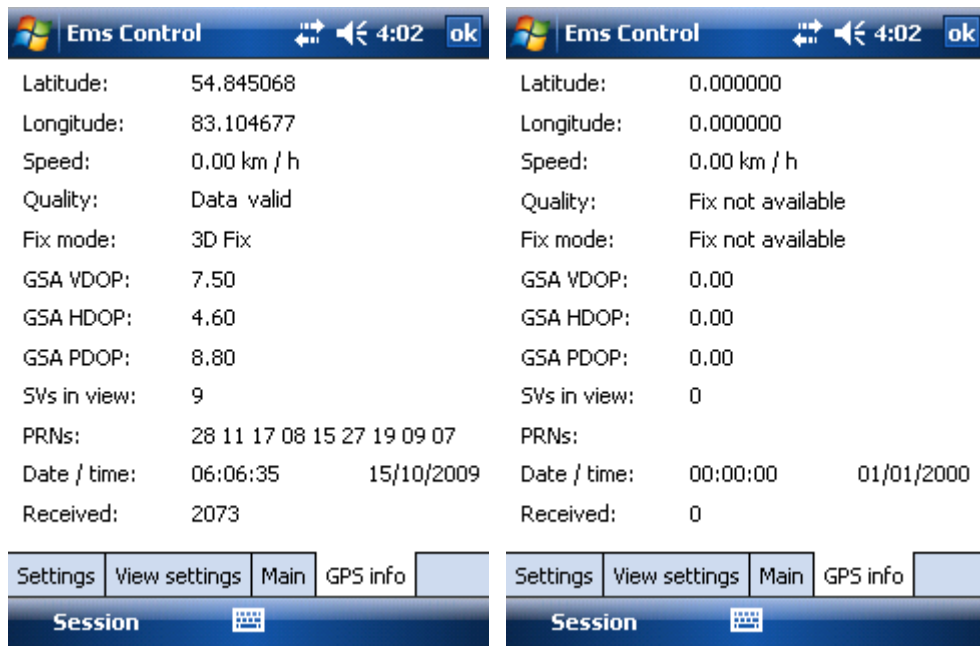 Ems Control 4:02 ok
Latitude: 54.845068
Longitude: 83.104677
Speed: 0.00 km / h
Quality: Data valid
Fix mode: 3D Fix
GSA VDOP: 7.50
GSA HDOP: 4.60
GSA PDOP: 8.80
SVs in view: 9
PRNs: 28 11 17 08 15 27 19 09 07
Date / time: 06:06:35 15/10/2009
Received: 2073
Settings View settings Main GPS info
Session
Ems Control 4:02 ok
Latitude: 0.000000
Longitude: 0.000000
Speed: 0.00 km / h
Quality: Fix not available
Fix mode: Fix not available
GSA VDOP: 0.00
GSA HDOP: 0.00
GSA PDOP: 0.00
SVs in view: 0
PRNs:
Date / time: 00:00:00 01/01/2000
Received: 0
Settings View settings Main GPS info
Session